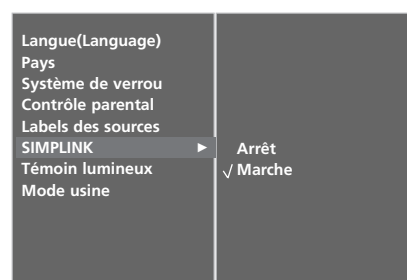 Langue(Language)
Pays
Système de verrou
Contrôle parental
Labels des sources
SIMPLINK ►
Témoin lumineux
Mode usine
Arrêt
√ Marche